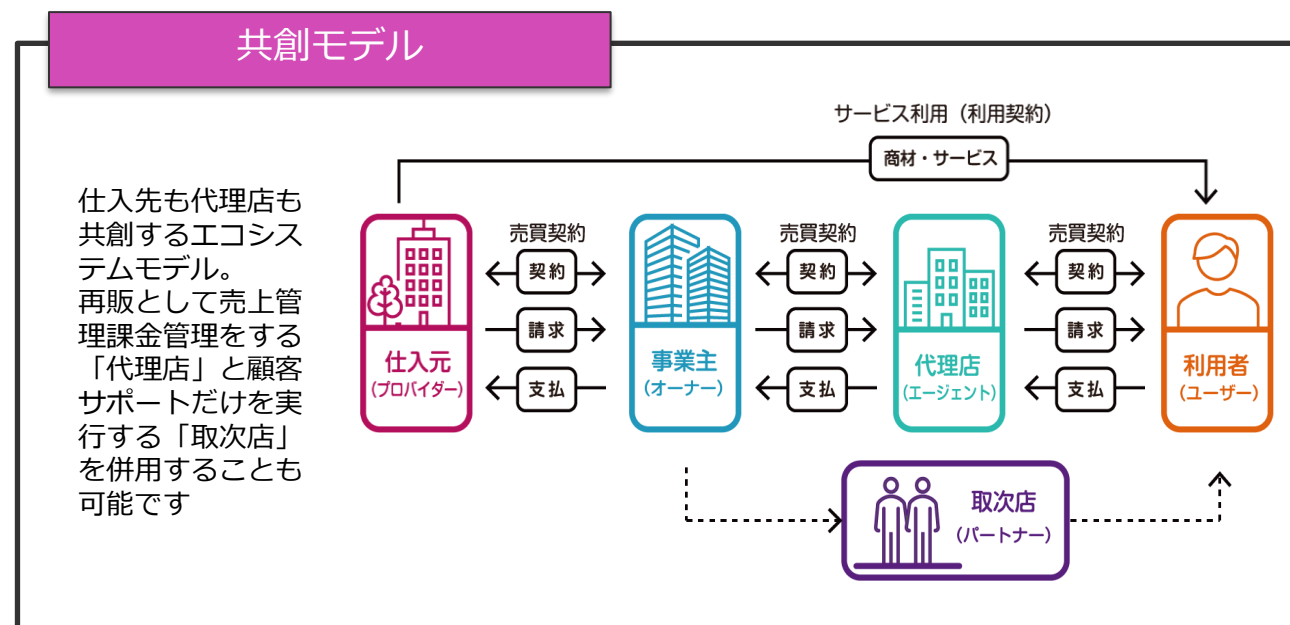 共創モデル
仕入先も代理店も
共創するエコシス
テムモデル。
再販として売上管
理課金管理をする
「代理店」と顧客
サポートだけを実
行する「取次店」
を併用することも
可能です
サービス利用（利用契約）
商材・サービス
売買契約
契約
請求
支払
売買契約
契約
請求
支払
売買契約
契約
請求
支払
仕入元
（プロバイダー）
事業主
（オーナー）
代理店
（エージェント）
利用者
（ユーザー）
取次店
（パートナー）